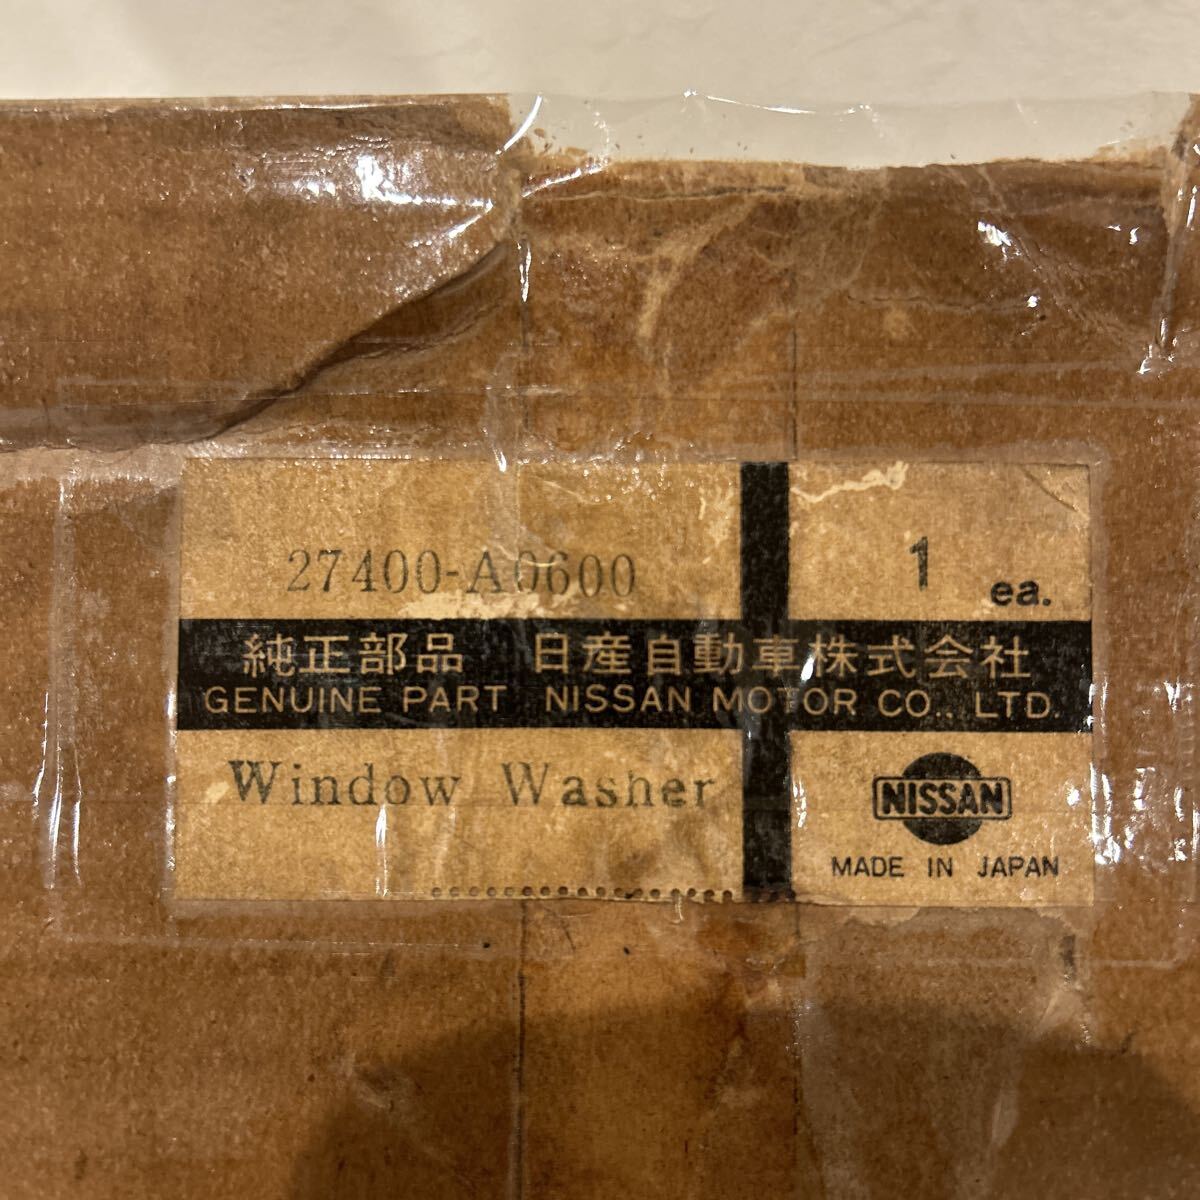 27400-A0600
1 ea.
純正部品 日産自動車株式会社
GENUINE PART NISSAN MOTOR CO., LTD.
Window Washer
NISSAN
MADE IN JAPAN